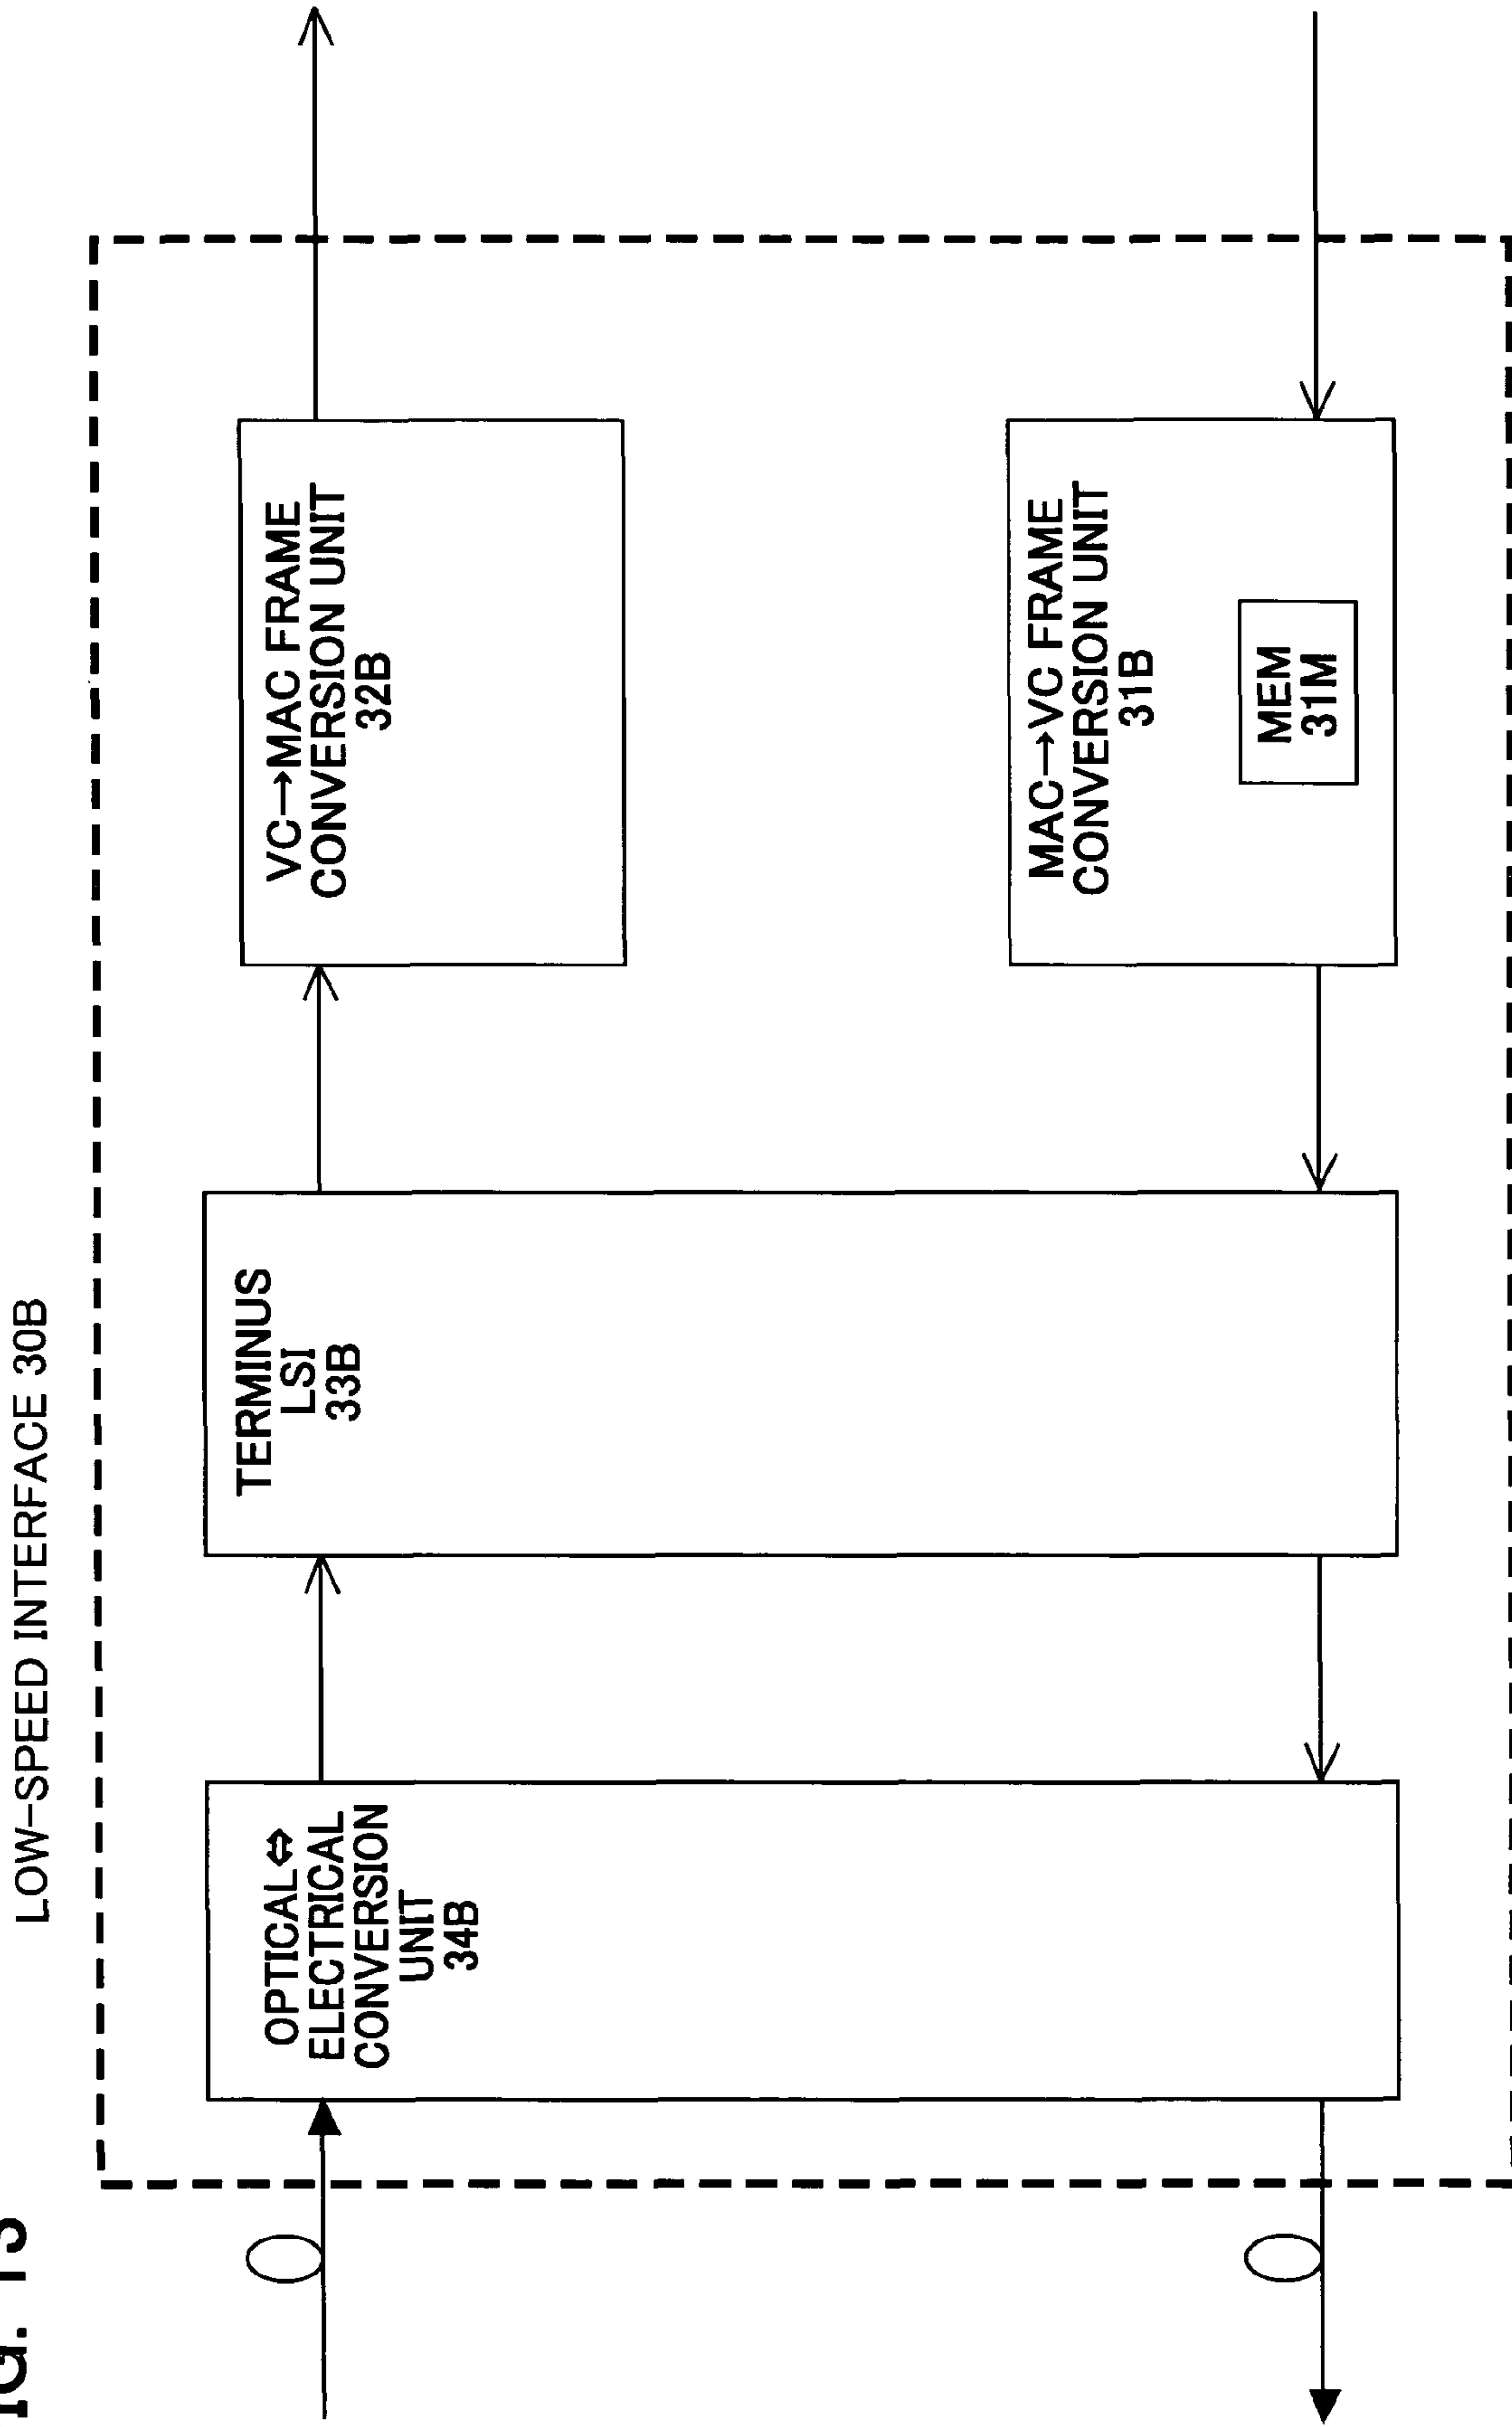 LOW-SPEED INTERFACE 30B
OPTICAL⇔
ELECTRICAL
CONVERSION
UNIT
34B
TERMINUS
LSI
33B
VC→MAC FRAME
CONVERSION UNIT
32B
MAC→VC FRAME
CONVERSION UNIT
31B
MEM
31M